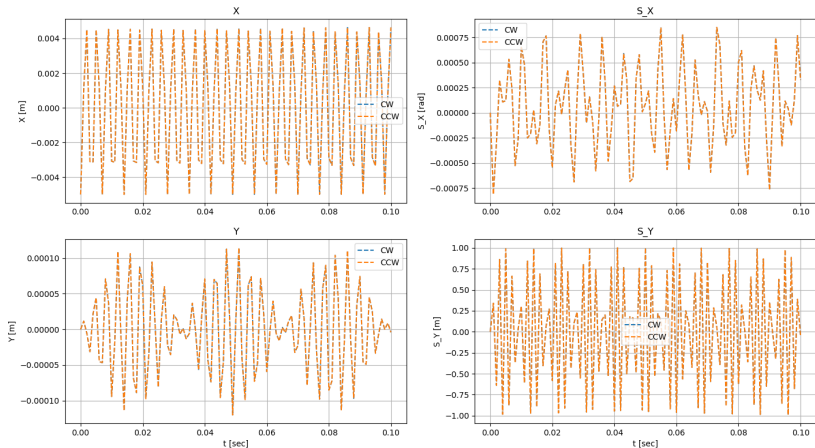 X
X [m]
0.004
0.002
0.000
−0.002
−0.004
CW
CCW
0.00 0.02 0.04 0.06 0.08 0.10
S_X
S_X [rad]
0.00075
0.00050
0.00025
0.00000
−0.00025
−0.00050
−0.00075
CW
CCW
0.00 0.02 0.04 0.06 0.08 0.10
Y
Y [m]
0.00010
0.00005
0.00000
−0.00005
−0.00010
CW
CCW
0.00 0.02 0.04 0.06 0.08 0.10
t [sec]
S_Y
S_Y [m]
1.00
0.75
0.50
0.25
0.00
−0.25
−0.50
−0.75
−1.00
CW
CCW
0.00 0.02 0.04 0.06 0.08 0.10
t [sec]